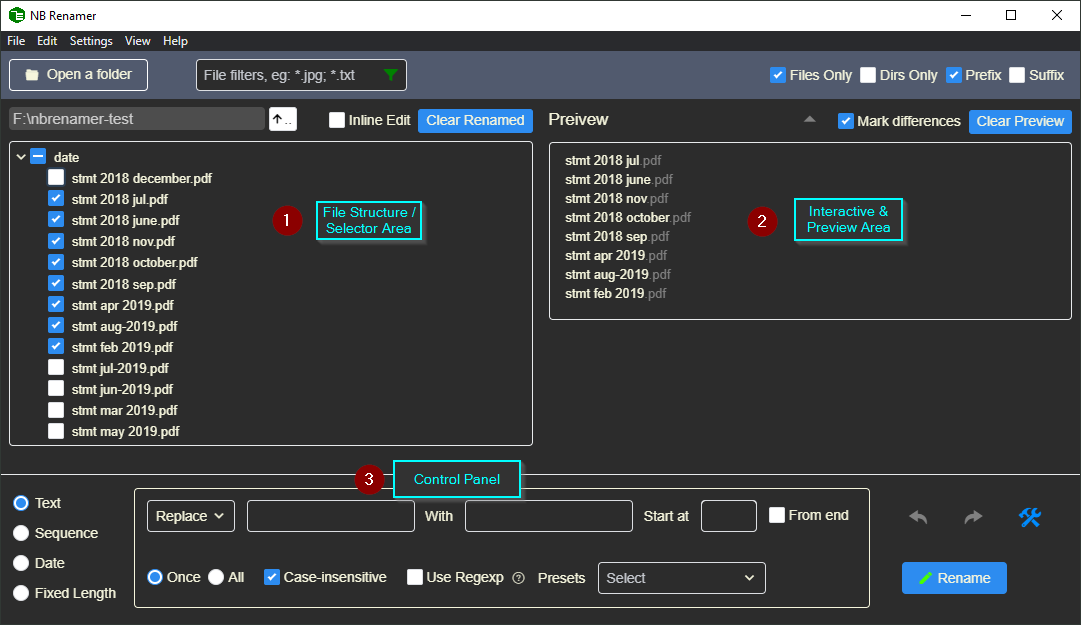 NB Renamer
File Edit Settings View Help
Open a folder
File filters, eg: *.jpg; *.txt
Files Only Dirs Only Prefix Suffix
F:\nbrenamer-test
..
Inline Edit
Clear Renamed
Preivew
Mark differences
Clear Preview
date
stmt 2018 december.pdf
stmt 2018 jul.pdf
stmt 2018 june.pdf
stmt 2018 nov.pdf
stmt 2018 october.pdf
stmt 2018 sep.pdf
stmt apr 2019.pdf
stmt aug-2019.pdf
stmt feb 2019.pdf
stmt jul-2019.pdf
stmt jun-2019.pdf
stmt mar 2019.pdf
stmt may 2019.pdf
1
File Structure /
Selector Area
stmt 2018 jul.pdf
stmt 2018 june.pdf
stmt 2018 nov.pdf
stmt 2018 october.pdf
stmt 2018 sep.pdf
stmt apr 2019.pdf
stmt aug-2019.pdf
stmt feb 2019.pdf
2
Interactive &
Preview Area
3
Control Panel
Text
Sequence
Date
Fixed Length
Replace
With
Start at
From end
Once All Case-insensitive Use Regexp ? Presets Select
Rename